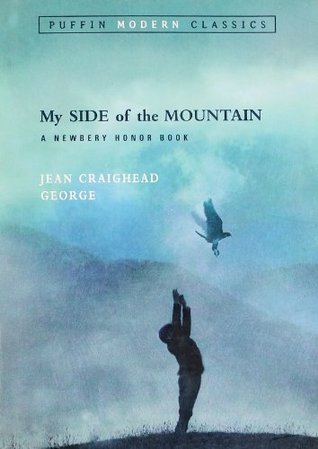 PUFFIN MODERN CLASSICS
My SIDE of the MOUNTAIN
A NEWBERY HONOR BOOK
JEAN CRAIGHEAD
GEORGE